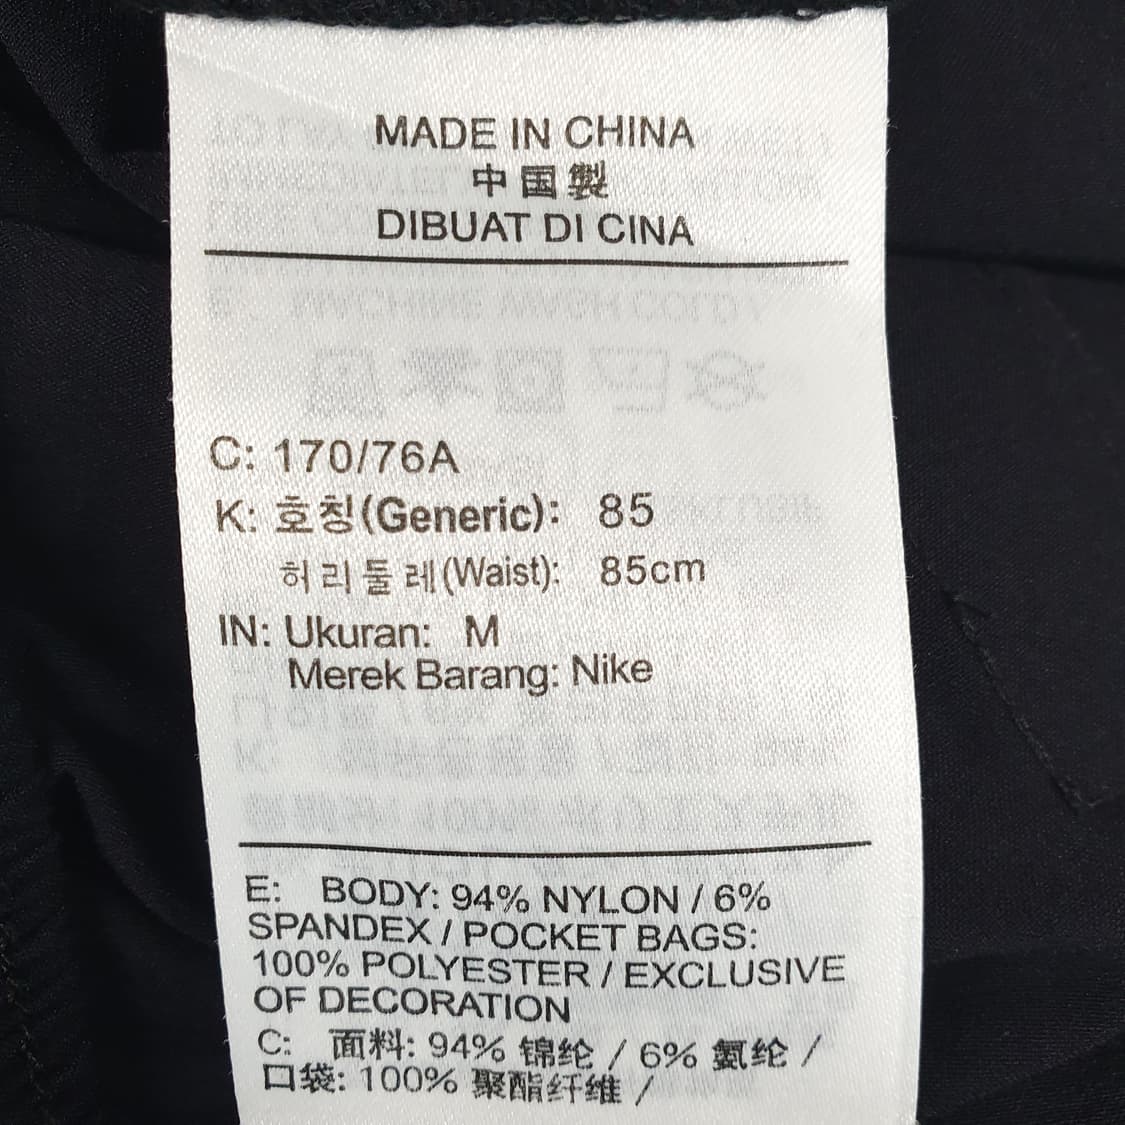 MADE IN CHINA
中国製
DIBUAT DI CINA
C: 170/76A
K: 호칭(Generic): 85
허리둘레(Waist): 85cm
IN: Ukuran: M
Merek Barang: Nike
E: BODY: 94% NYLON / 6%
SPANDEX / POCKET BAGS:
100% POLYESTER / EXCLUSIVE
OF DECORATION
C: 面料: 94% 锦纶 / 6% 氨纶 /
口袋: 100% 聚酯纤维 /